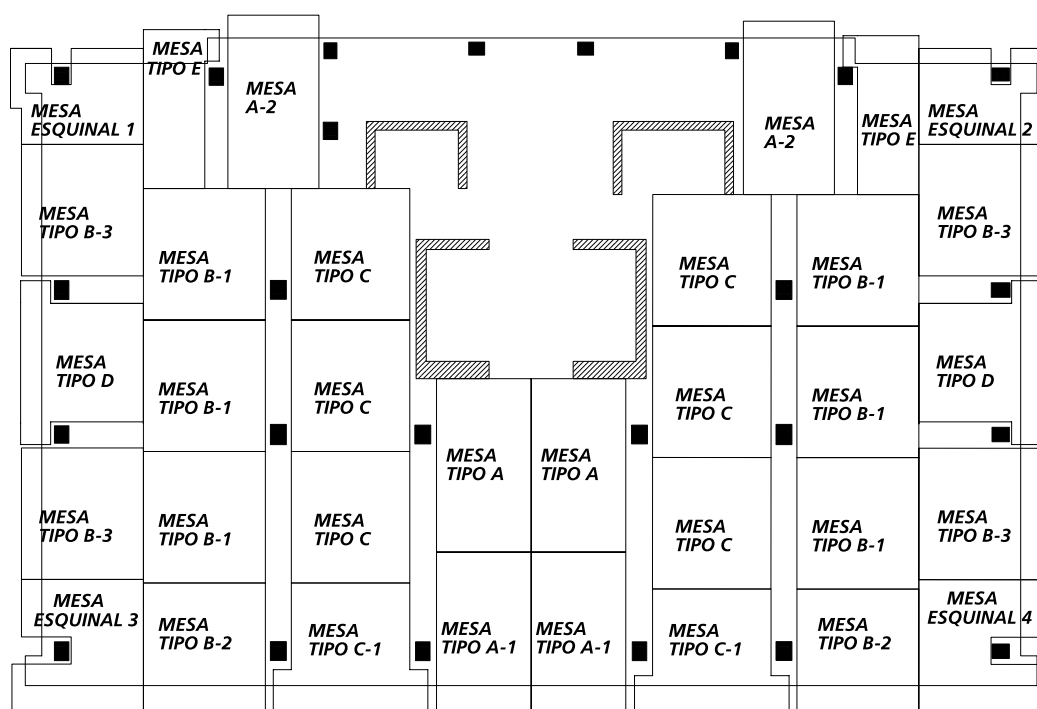 MESA
TIPO E
MESA
A-2
MESA
ESQUINAL 1
MESA
A-2
MESA
TIPO E
MESA
ESQUINAL 2
MESA
TIPO B-3
MESA
TIPO B-1
MESA
TIPO C
MESA
TIPO C
MESA
TIPO B-1
MESA
TIPO B-3
MESA
TIPO D
MESA
TIPO B-1
MESA
TIPO C
MESA
TIPO C
MESA
TIPO B-1
MESA
TIPO D
MESA
TIPO A
MESA
TIPO A
MESA
TIPO B-3
MESA
TIPO B-1
MESA
TIPO C
MESA
TIPO C
MESA
TIPO B-1
MESA
TIPO B-3
MESA
ESQUINAL 3
MESA
TIPO B-2
MESA
TIPO C-1
MESA
TIPO A-1
MESA
TIPO A-1
MESA
TIPO C-1
MESA
TIPO B-2
MESA
ESQUINAL 4